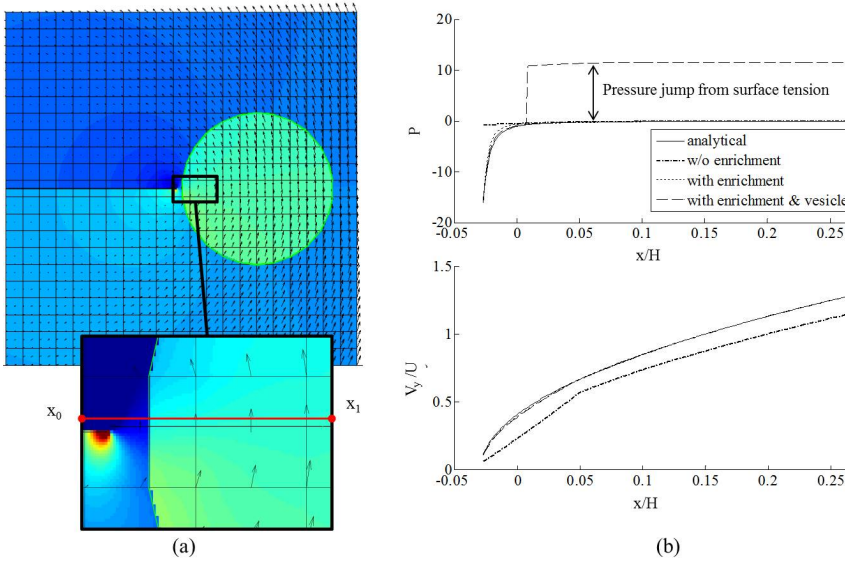 x0
x1
(a)
20
10
0
-10
-20
P
Pressure jump from surface tension
analytical
w/o enrichment
with enrichment
with enrichment & vesicle
-0.05
0
0.05
0.1
0.15
0.2
0.25
x/H
1.5
1
0.5
0
Vy/U
-0.05
0
0.05
0.1
0.15
0.2
0.25
x/H
(b)